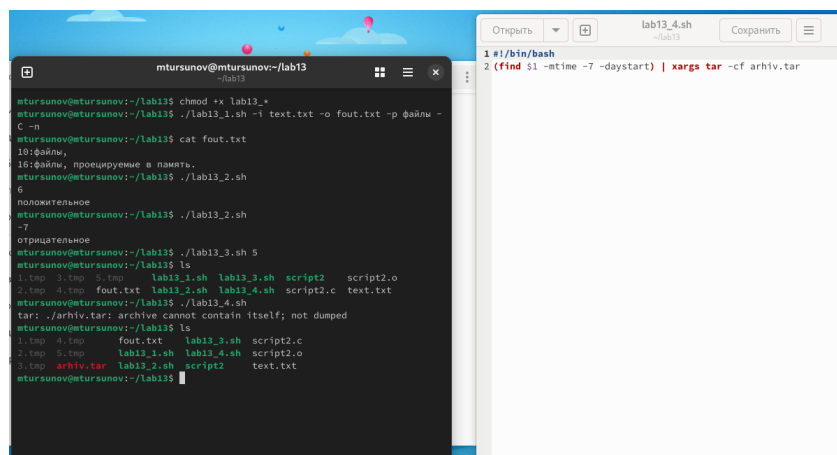 mtursunov@mtursunov:~/lab13
~/lab13
mtursunov@mtursunov:~/lab13$ chmod +x lab13_*
mtursunov@mtursunov:~/lab13$ ./lab13_1.sh -i text.txt -o fout.txt -p файлы -
C -n
mtursunov@mtursunov:~/lab13$ cat fout.txt
10:файлы,
16:файлы, проецируемые в память.
mtursunov@mtursunov:~/lab13$ ./lab13_2.sh
6
положительное
mtursunov@mtursunov:~/lab13$ ./lab13_2.sh
-7
отрицательное
mtursunov@mtursunov:~/lab13$ ./lab13_3.sh 5
mtursunov@mtursunov:~/lab13$ ls
1.tmp 3.tmp 5.tmp lab13_1.sh lab13_3.sh script2 script2.o
2.tmp 4.tmp fout.txt lab13_2.sh lab13_4.sh script2.c text.txt
mtursunov@mtursunov:~/lab13$ ./lab13_4.sh
tar: ./arhiv.tar: archive cannot contain itself; not dumped
mtursunov@mtursunov:~/lab13$ ls
1.tmp 4.tmp fout.txt lab13_3.sh script2.c
2.tmp 5.tmp lab13_1.sh lab13_4.sh script2.o
3.tmp arhiv.tar lab13_2.sh script2 text.txt
mtursunov@mtursunov:~/lab13$
Открыть
lab13_4.sh
~/lab13
Сохранить
1 #!/bin/bash
2 (find $1 -mtime -7 -daystart) | xargs tar -cf arhiv.tar